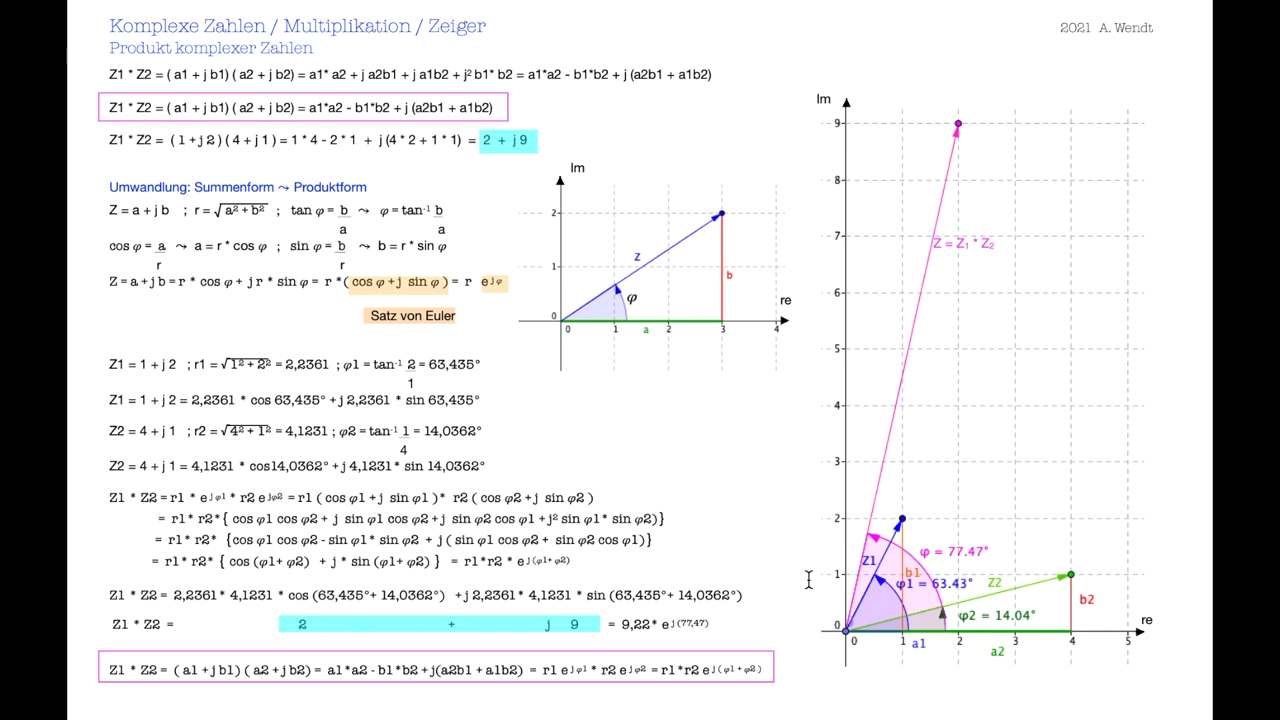 Komplexe Zahlen / Multiplikation / Zeiger
2021 A. Wendt
Produkt komplexer Zahlen
Z1 * Z2 = ( a1 + j b1) ( a2 + j b2) = a1* a2 + j a2b1 + j a1b2 + j² b1* b2 = a1*a2 - b1*b2 + j (a2b1 + a1b2)
Z1 * Z2 = ( a1 + j b1) ( a2 + j b2) = a1*a2 - b1*b2 + j (a2b1 + a1b2)
Z1 * Z2 = ( 1 +j 2 ) ( 4 + j 1 ) = 1 * 4 - 2 * 1 + j (4 * 2 + 1 * 1) = 2 + j 9
Umwandlung: Summenform ⤳ Produktform
Z = a + j b ; r = √a² + b² ; tan φ = b ⤳ φ = tan⁻¹ b
a a
cos φ = a ⤳ a = r * cos φ ; sin φ = b ⤳ b = r * sin φ
r r
Z = a + j b = r * cos φ + j r * sin φ = r * ( cos φ + j sin φ ) = r e j φ
Satz von Euler
Z1 = 1 + j 2 ; r1 = √1² + 2² = 2,2361 ; φ1 = tan⁻¹ 2 = 63,435°
1
Z1 = 1 + j 2 = 2,2361 * cos 63,435° + j 2,2361 * sin 63,435°
Z2 = 4 + j 1 ; r2 = √4² + 1² = 4,1231 ; φ2 = tan⁻¹ 1 = 14,0362°
4
Z2 = 4 + j 1 = 4,1231 * cos14,0362° + j 4,1231 * sin 14,0362°
Z1 * Z2 = r1 * e j φ1 * r2 e jφ2 = r1 ( cos φ1 + j sin φ1 )* r2 ( cos φ2 + j sin φ2 )
= r1* r2*{ cos φ1 cos φ2 + j sin φ1 cos φ2 + j sin φ2 cos φ1 + j² sin φ1* sin φ2)}
= r1* r2* {cos φ1 cos φ2 - sin φ1* sin φ2 + j ( sin φ1 cos φ2+ sin φ2 cos φ1)}
= r1* r2* { cos (φ1+ φ2) + j * sin (φ1+ φ2) } = r1*r2 * e j (φ1+ φ2)
Z1 * Z2 = 2,2361* 4,1231 * cos (63,435°+ 14,0362°) + j 2,2361* 4,1231 * sin (63,435°+ 14,0362°)
Z1 * Z2 = 2 + j 9 = 9,22* e j (77,47)
Z1 * Z2 = ( a1 + j b1) ( a2 + j b2) = a1*a2 - b1*b2 + j(a2b1 + a1b2) = r1 e j φ1 * r2 e j φ2 = r1*r2 e j (φ1 + φ2)
Im
2
1
0
0 1 2 3 4
Z
φ
a
b
re
Im
9
8
7
6
5
4
3
2
1
0
0 1 2 3 4 5
Z = Z₁ * Z₂
φ = 77.47°
Z1
b1
φ1 = 63.43°
Z2
φ2 = 14.04°
b2
re
a1
a2